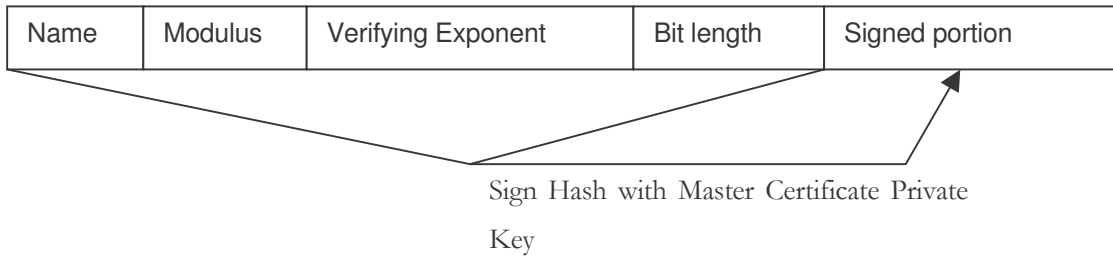 Name Modulus Verifying Exponent Bit length Signed portion
Sign Hash with Master Certificate Private
Key